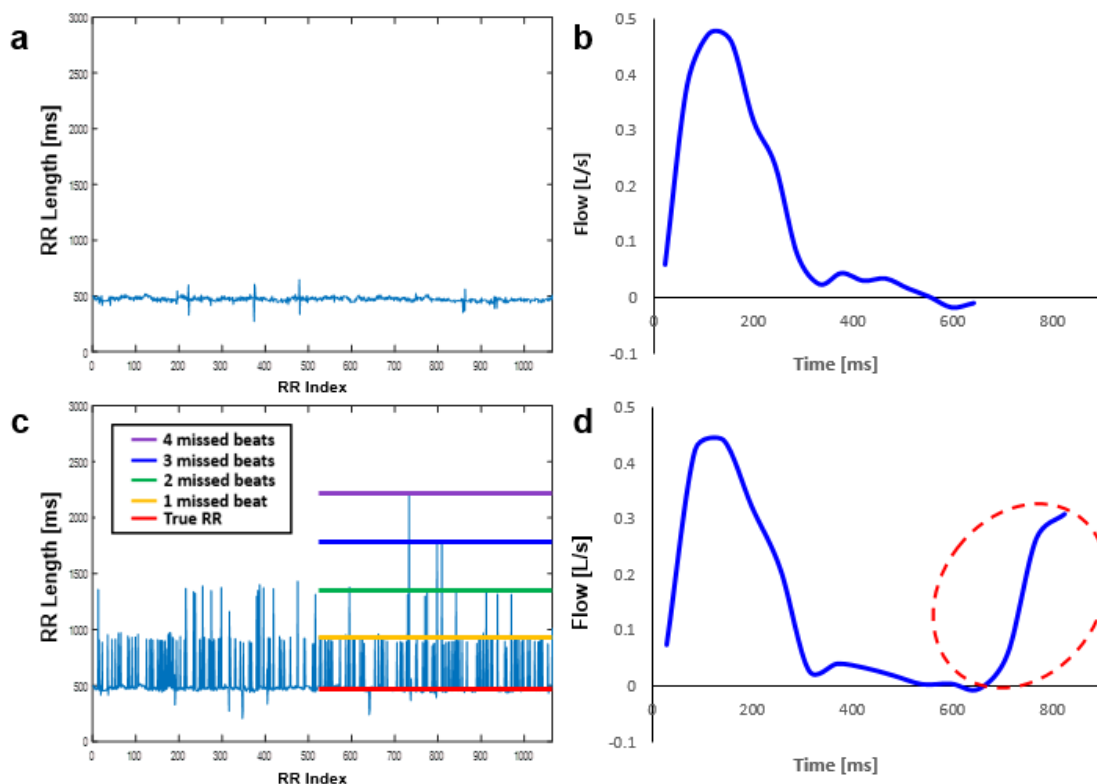 a
RR Length [ms]
3000
2500
2000
1500
1000
500
0
0 100 200 300 400 500 600 700 800 900 1000
RR Index
b
Flow [L/s]
0.5
0.4
0.3
0.2
0.1
0
-0.1
0 200 400 600 800
Time [ms]
c
RR Length [ms]
3000
2500
2000
1500
1000
500
0
4 missed beats
3 missed beats
2 missed beats
1 missed beat
True RR
0 100 200 300 400 500 600 700 800 900 1000
RR Index
d
Flow [L/s]
0.5
0.4
0.3
0.2
0.1
0
-0.1
0 200 400 600 800
Time [ms]